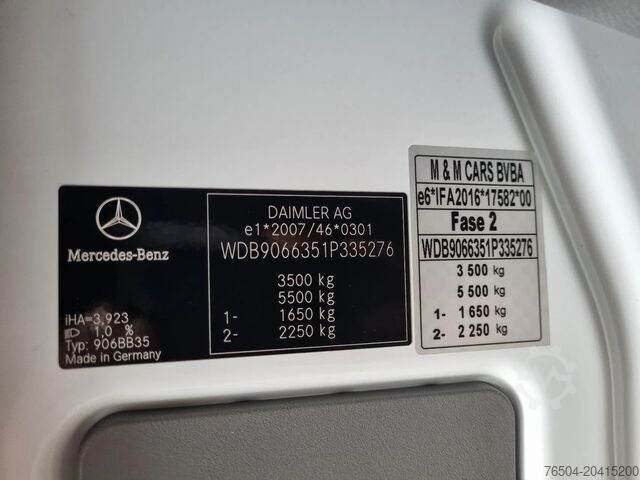 Mercedes-Benz
iHA=3,923
1,0 %
Typ: 906BB35
Made in Germany
DAIMLER AG
e1*2007/46*0301
WDB9066351P335276
3500 kg
5500 kg
1- 1650 kg
2- 2250 kg
M & M CARS BVBA
e6*IFA2016*17582*00
Fase 2
WDB9066351P335276
3 500 kg
5 500 kg
1- 1 650 kg
2- 2 250 kg
76504-20415200